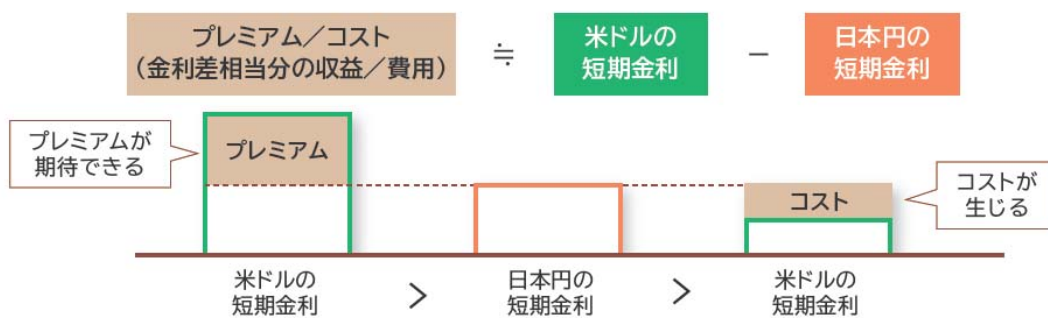 プレミアム／コスト
（金利差相当分の収益／費用）
≒
米ドルの
短期金利
－
日本円の
短期金利
プレミアムが
期待できる
プレミアム
コスト
コストが
生じる
米ドルの
短期金利
>
日本円の
短期金利
>
米ドルの
短期金利